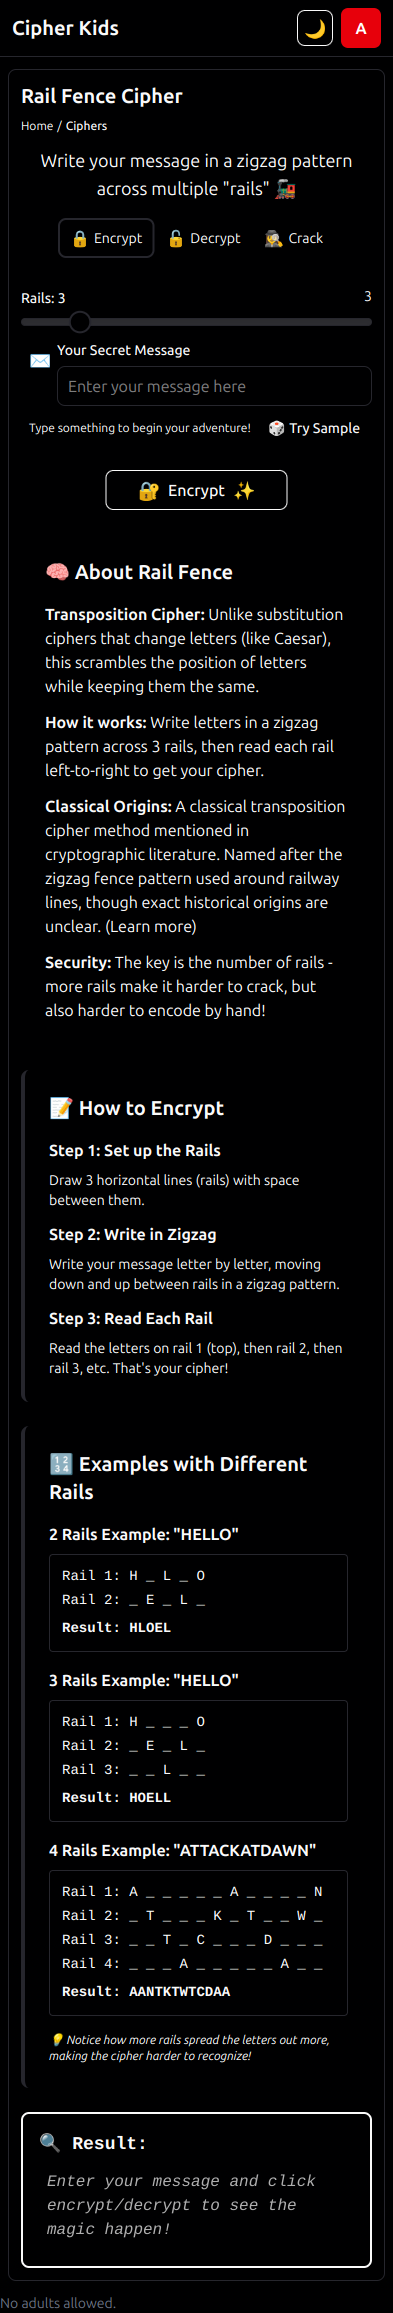 Cipher Kids
🌙
A
Rail Fence Cipher
Home / Ciphers
Write your message in a zigzag pattern
across multiple "rails" 🚂
🔒 Encrypt
🔓 Decrypt
🕵️ Crack
Rails: 3
3
Your Secret Message
✉️
Enter your message here
Type something to begin your adventure!
🎲 Try Sample
🔐 Encrypt ✨
🧠 About Rail Fence
Transposition Cipher: Unlike substitution
ciphers that change letters (like Caesar),
this scrambles the position of letters
while keeping them the same.
How it works: Write letters in a zigzag
pattern across 3 rails, then read each rail
left-to-right to get your cipher.
Classical Origins: A classical transposition
cipher method mentioned in
cryptographic literature. Named after the
zigzag fence pattern used around railway
lines, though exact historical origins are
unclear. (Learn more)
Security: The key is the number of rails -
more rails make it harder to crack, but
also harder to encode by hand!
📝 How to Encrypt
Step 1: Set up the Rails
Draw 3 horizontal lines (rails) with space
between them.
Step 2: Write in Zigzag
Write your message letter by letter, moving
down and up between rails in a zigzag pattern.
Step 3: Read Each Rail
Read the letters on rail 1 (top), then rail 2, then
rail 3, etc. That's your cipher!
🔢 Examples with Different
Rails
2 Rails Example: "HELLO"
Rail 1: H _ L _ O
Rail 2: _ E _ L _
Result: HLOEL
3 Rails Example: "HELLO"
Rail 1: H _ _ _ O
Rail 2: _ E _ L _
Rail 3: _ _ L _ _
Result: HOELL
4 Rails Example: "ATTACKATDAWN"
Rail 1: A _ _ _ _ _ A _ _ _ _ N
Rail 2: _ T _ _ _ K _ T _ _ W _
Rail 3: _ _ T _ C _ _ _ D _ _ _
Rail 4: _ _ _ A _ _ _ _ _ A _ _
Result: AANTKTWTCDAA
💡 Notice how more rails spread the letters out more,
making the cipher harder to recognize!
🔍 Result:
Enter your message and click
encrypt/decrypt to see the
magic happen!
No adults allowed.